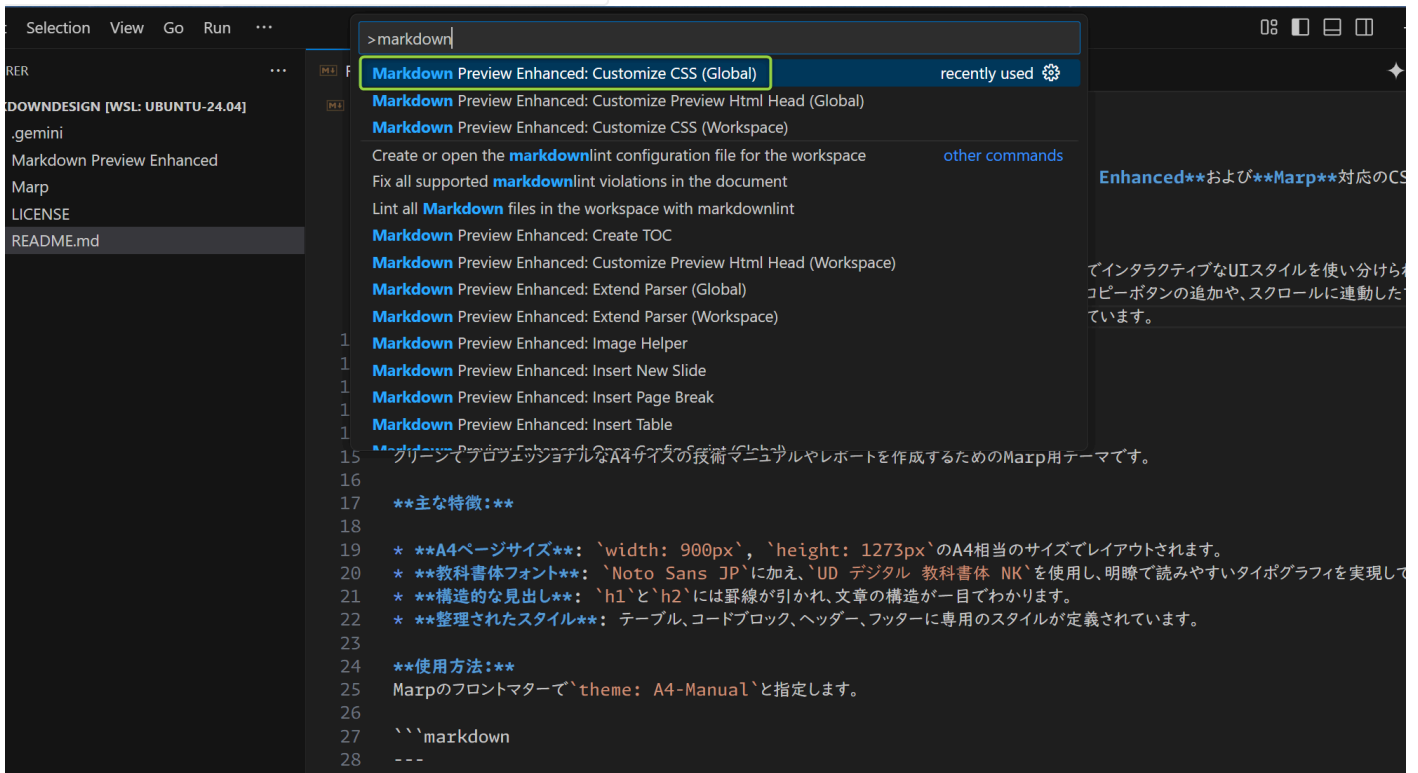 Selection View Go Run ···
>markdown
RER ···
Markdown Preview Enhanced: Customize CSS (Global) recently used
KDOWNDESIGN [WSL: UBUNTU-24.04]
Markdown Preview Enhanced: Customize Preview Html Head (Global)
.gemini
Markdown Preview Enhanced: Customize CSS (Workspace)
Markdown Preview Enhanced
Create or open the markdownlint configuration file for the workspace other commands
Marp
Fix all supported markdownlint violations in the document
Enhanced**および**Marp**対応のCS
LICENSE
Lint all Markdown files in the workspace with markdownlint
README.md
Markdown Preview Enhanced: Create TOC
Markdown Preview Enhanced: Customize Preview Html Head (Workspace)
でインタラクティブなUIスタイルを使い分けら
Markdown Preview Enhanced: Extend Parser (Global)
コピーボタンの追加や、スクロールに連動した
Markdown Preview Enhanced: Extend Parser (Workspace)
ています。
Markdown Preview Enhanced: Image Helper
Markdown Preview Enhanced: Insert New Slide
Markdown Preview Enhanced: Insert Page Break
Markdown Preview Enhanced: Insert Table
Markdown Preview Enhanced: Open Config Script (Global)
15 クリーンでプロフェッショナルなA4サイズの技術マニュアルやレポートを作成するためのMarp用テーマです。
16
17 **主な特徴:**
18
19 * **A4ページサイズ**: `width: 900px`, `height: 1273px`のA4相当のサイズでレイアウトされます。
20 * **教科書体フォント**: `Noto Sans JP`に加え、`UD デジタル 教科書体 NK`を使用し、明瞭で読みやすいタイポグラフィを実現して
21 * **構造的な見出し**: `h1`と`h2`には罫線が引かれ、文章の構造が一目でわかります。
22 * **整理されたスタイル**: テーブル、コードブロック、ヘッダー、フッターに専用のスタイルが定義されています。
23
24 **使用方法:**
25 Marpのフロントマターで`theme: A4-Manual`と指定します。
26
27 ```markdown
28 ---